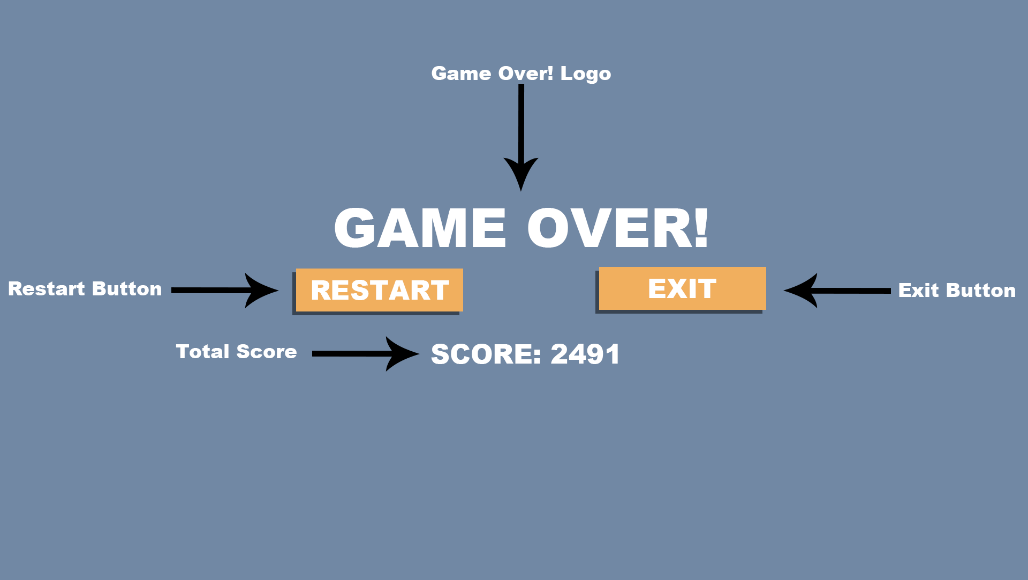 Game Over! Logo
GAME OVER!
Restart Button
RESTART
EXIT
Exit Button
Total Score
SCORE: 2491